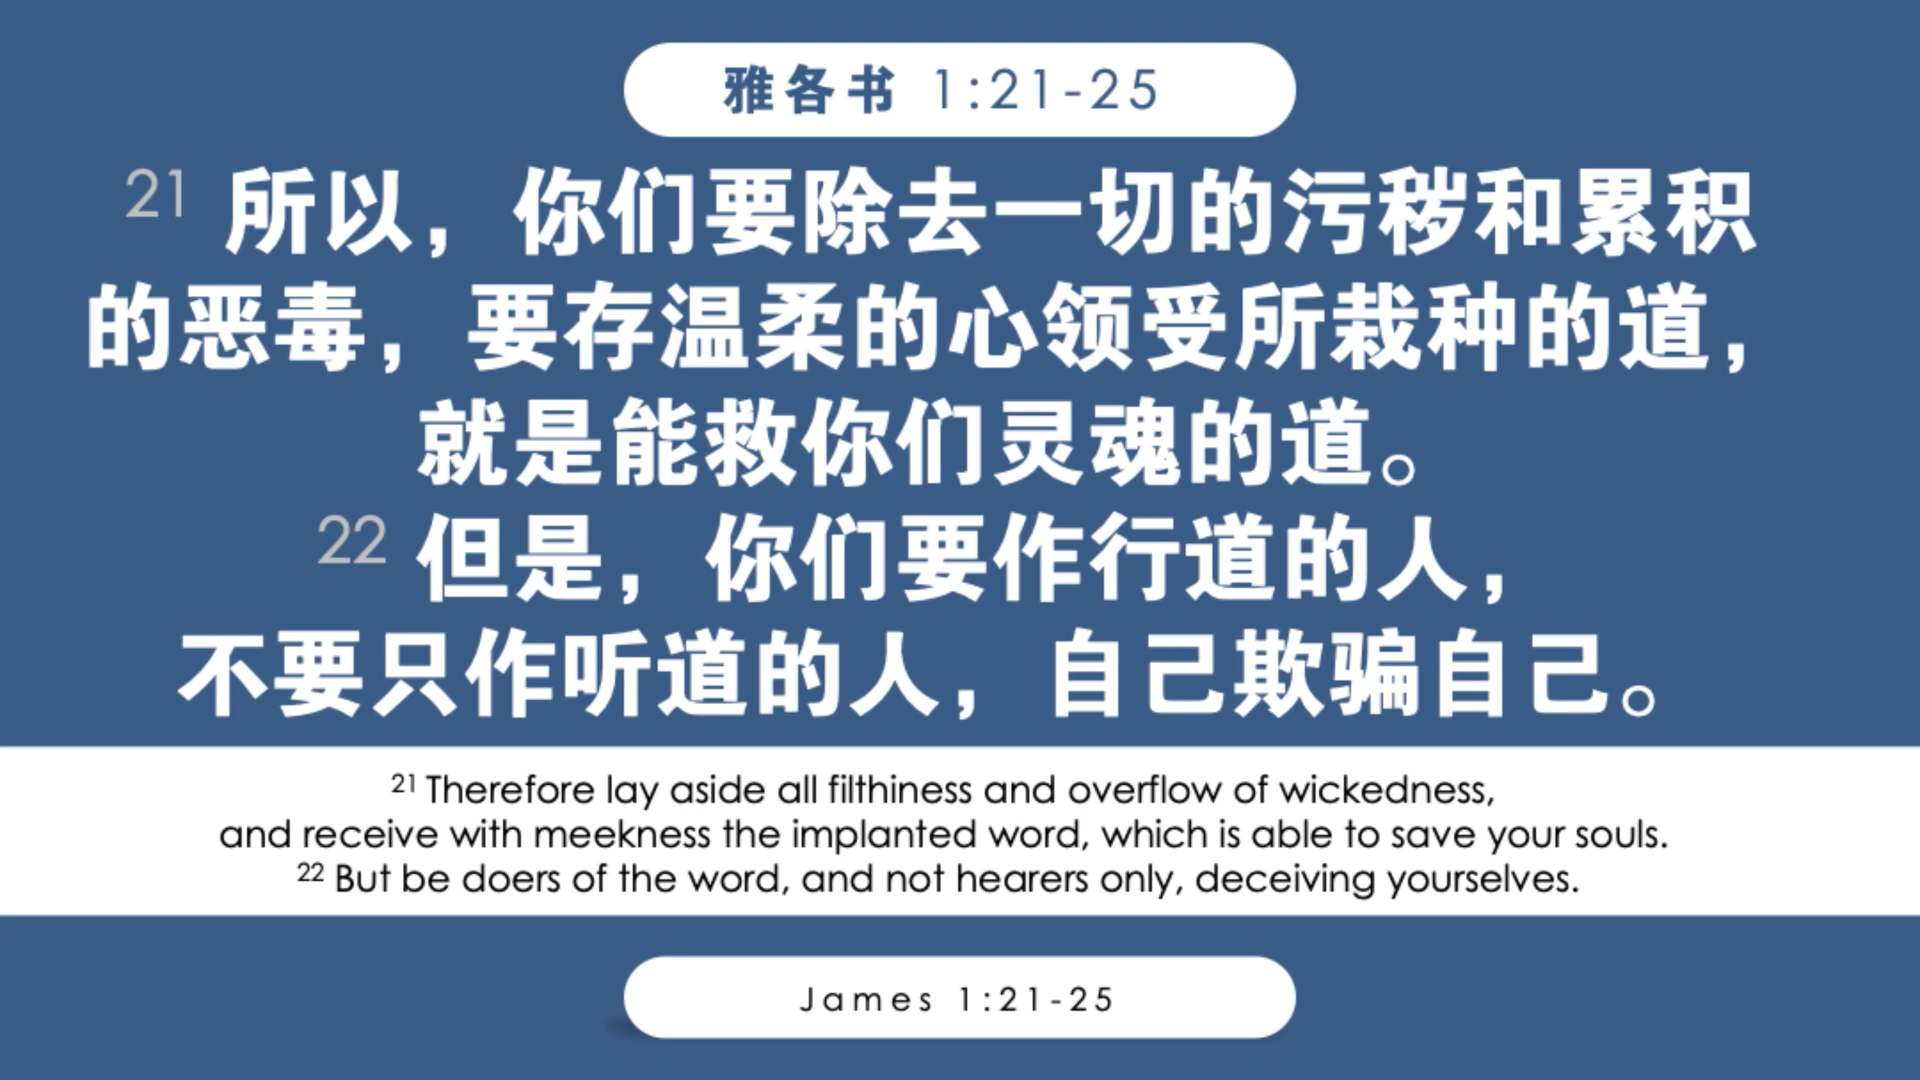 雅各书 1:21-25
21 所以，你们要除去一切的污秽和累积
的恶毒，要存温柔的心领受所栽种的道，
就是能救你们灵魂的道。
22 但是，你们要作行道的人，
不要只作听道的人，自己欺骗自己。
21 Therefore lay aside all filthiness and overflow of wickedness,
and receive with meekness the implanted word, which is able to save your souls.
22 But be doers of the word, and not hearers only, deceiving yourselves.
James 1:21-25